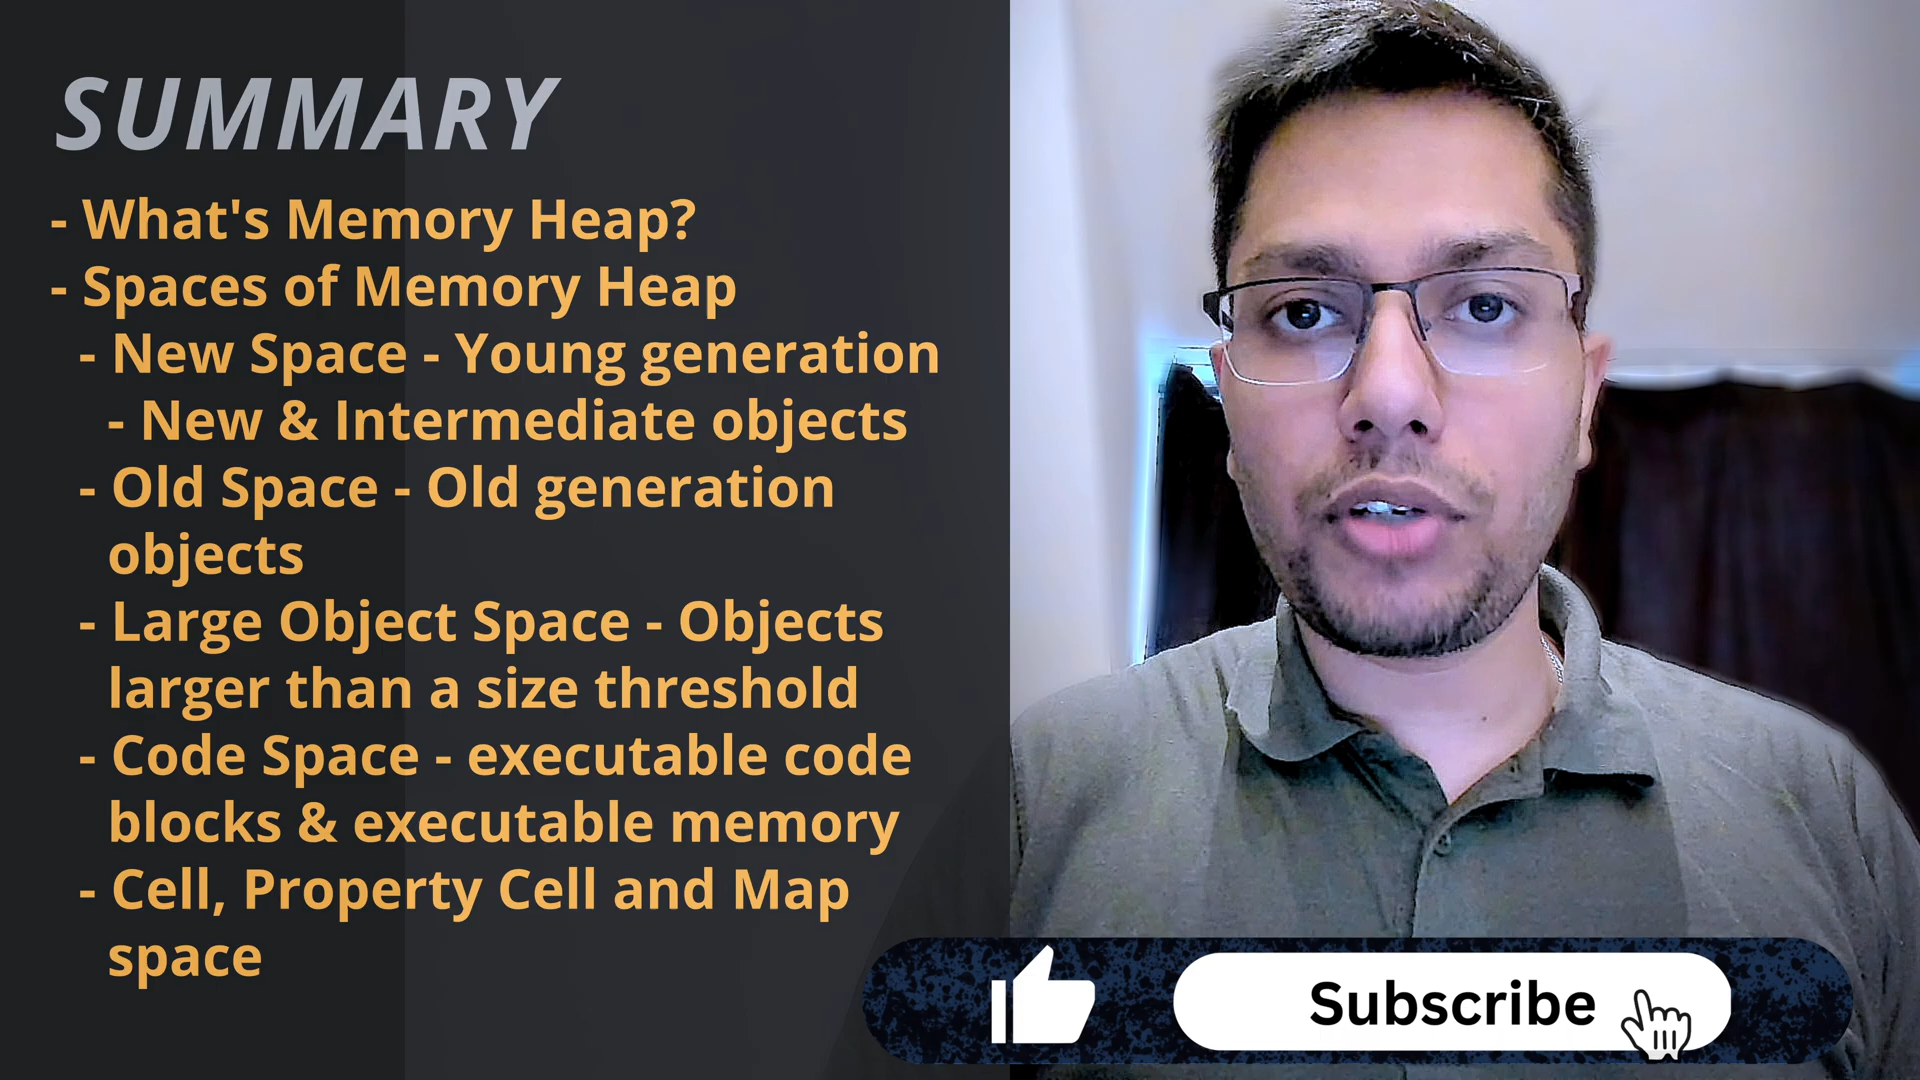 SUMMARY
- What's Memory Heap?
- Spaces of Memory Heap
- New Space - Young generation
- New & Intermediate objects
- Old Space - Old generation
objects
- Large Object Space - Objects
larger than a size threshold
- Code Space - executable code
blocks & executable memory
- Cell, Property Cell and Map
space
Subscribe